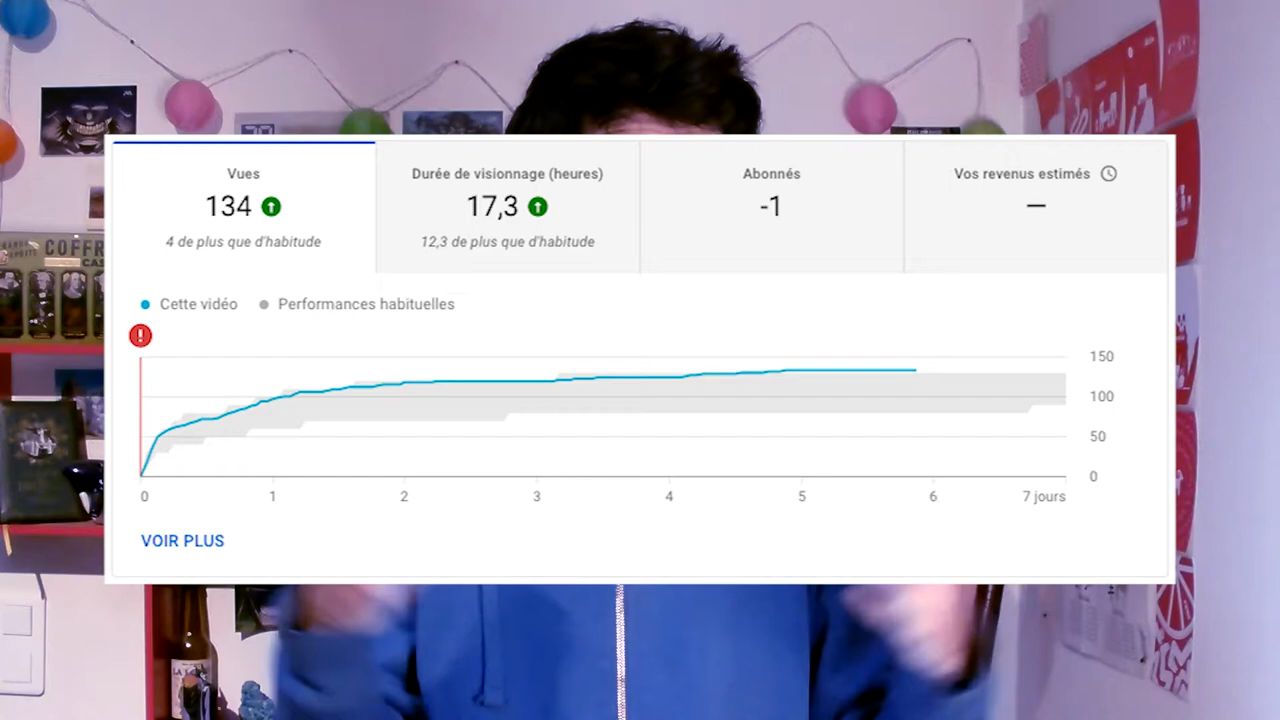 COFFR
Vues
134
4 de plus que d'habitude
Durée de visionnage (heures)
17,3
12,3 de plus que d'habitude
Abonnés
-1
Vos revenus estimés
—
Cette vidéo
Performances habituelles
150
100
50
0
0 1 2 3 4 5 6 7 jours
VOIR PLUS